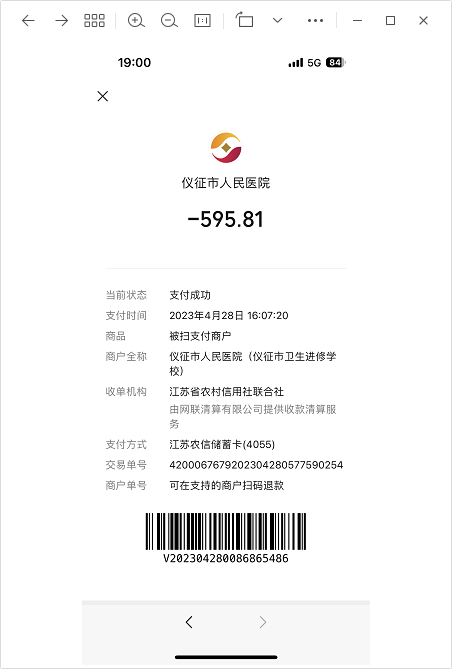 1:1
19:00
5G 84
仪征市人民医院
-595.81
当前状态 支付成功
支付时间 2023年4月28日 16:07:20
商品 被扫支付商户
商户全称 仪征市人民医院（仪征市卫生进修学
校）
收单机构 江苏省农村信用社联合社
由网联清算有限公司提供收款清算服
务
支付方式 江苏农信储蓄卡(4055)
交易单号 4200067679202304280577590254
商户单号 可在支持的商户扫码退款
V202304280086865486